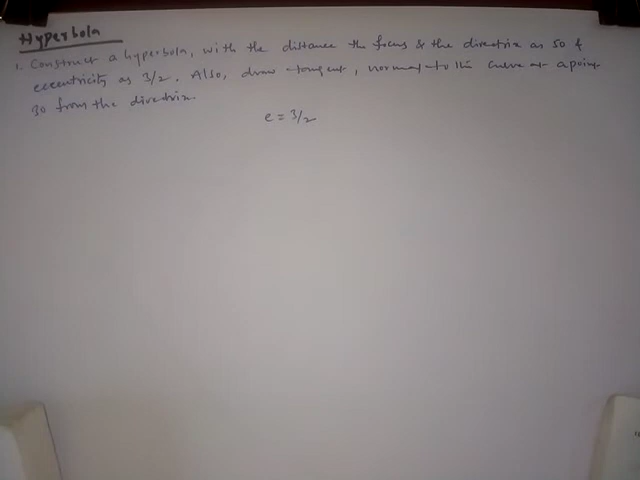 Hyperbola
1. Construct a hyperbola, with the distance the focus & the directrix as 50 &
eccentricity as 3/2. Also, draw tangent, normal to the curve at a point
30 from the directrix.
e = 3/2